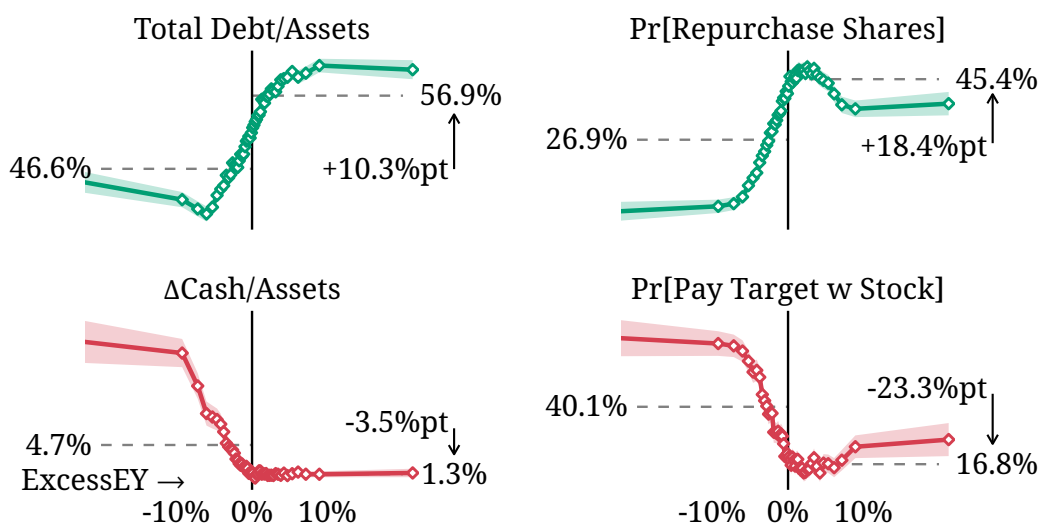 Total Debt/Assets
56.9%
46.6%
+10.3%pt
Pr[Repurchase Shares]
45.4%
26.9%
+18.4%pt
ΔCash/Assets
-3.5%pt
4.7%
1.3%
ExcessEY →
-10% 0% 10%
Pr[Pay Target w Stock]
-23.3%pt
40.1%
16.8%
-10% 0% 10%